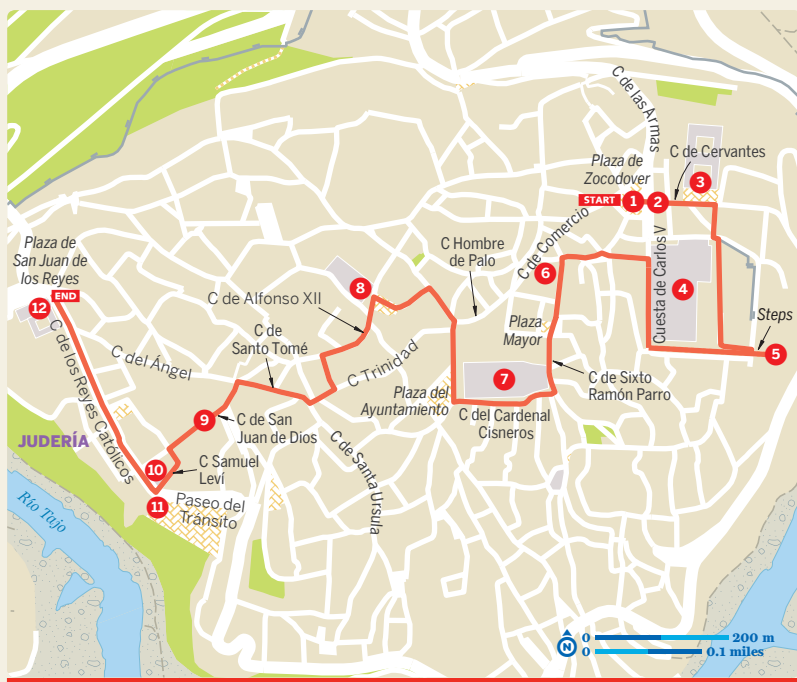 C de las Armas
Plaza de
Zocodover
C de Cervantes
3
START
1
2
C de Comercio
Cuesta de Carlos V
C Hombre
de Palo
6
4
Plaza de
San Juan de
los Reyes
END
12
8
C de Alfonso XII
C de
Santo Tomé
Plaza
Mayor
Steps
5
C del Ángel
C Trinidad
7
Plaza del
Ayuntamiento
C de Sixto
Ramón Parro
C del Cardenal
Cisneros
C de los Reyes Católicos
9
C de San
Juan de Dios
JUDERÍA
10
C Samuel
Leví
C de Santa Ursula
11
Paseo del
Tránsito
Río Tajo
N
0 200 m
0 0.1 miles